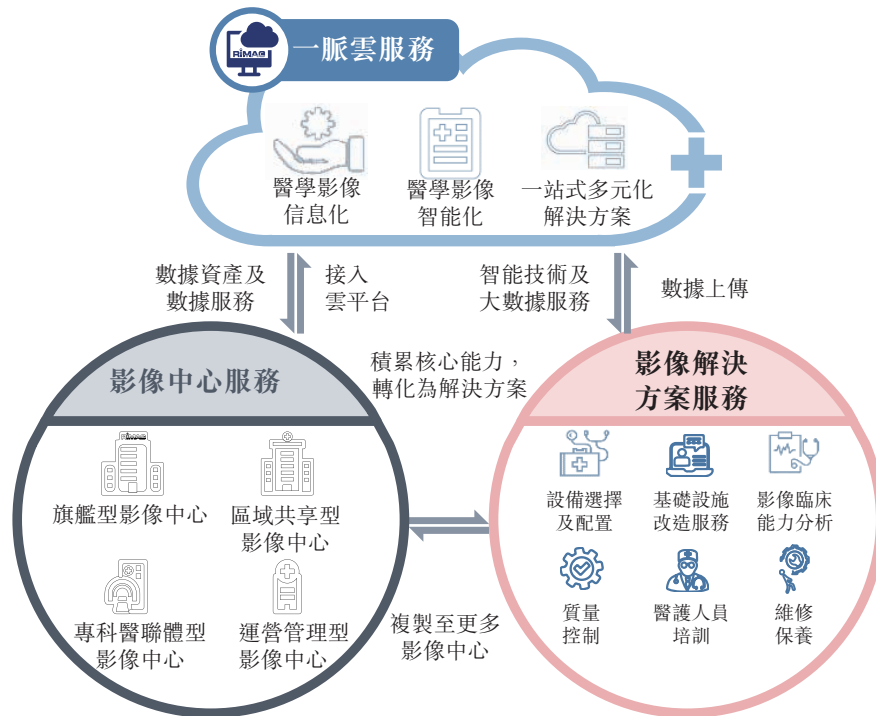 RIMAG
一脈雲服務
醫學影像
信息化
醫學影像
智能化
一站式多元化
解決方案
數據資產及
數據服務
接入
雲平台
智能技術及
大數據服務
數據上傳
影像中心服務
積累核心能力，
轉化為解決方案
影像解決
方案服務
RIMAG
旗艦型影像中心
區域共享型
影像中心
專科醫聯體型
影像中心
運營管理型
影像中心
複製至更多
影像中心
設備選擇
及配置
基礎設施
改造服務
影像臨床
能力分析
質量
控制
醫護人員
培訓
維修
保養